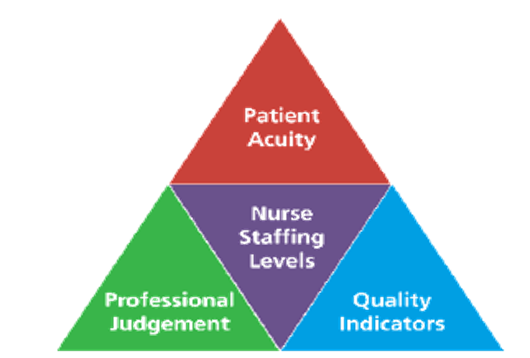 Patient
Acuity
Nurse
Staffing
Levels
Professional
Judgement
Quality
Indicators